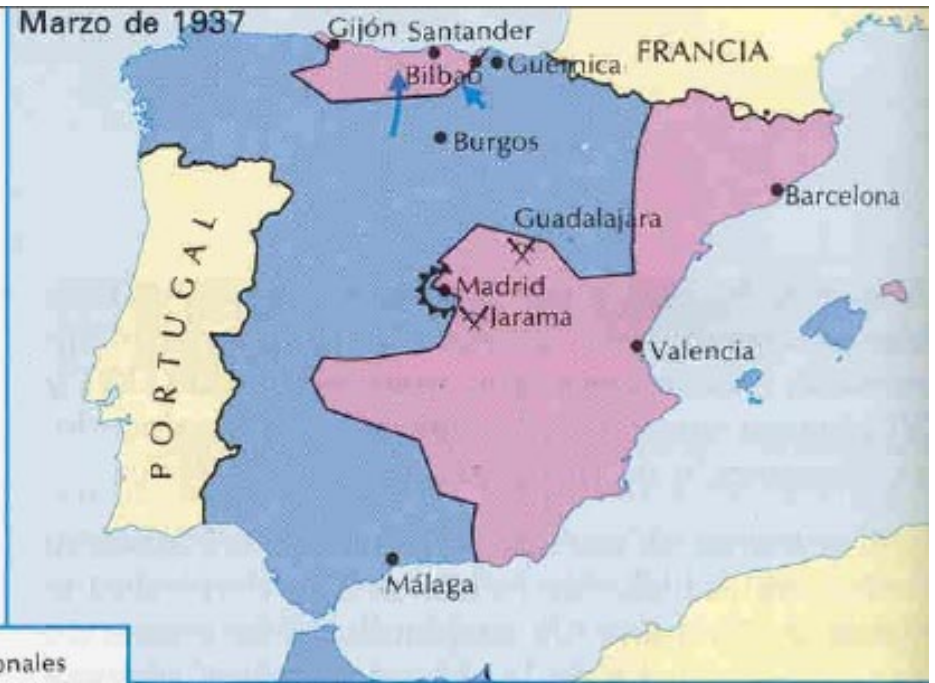 Marzo de 1937
Gijón Santander
FRANCIA
Bilbao Guernica
Burgos
Barcelona
Guadalajara
Madrid
Jarama
Valencia
PORTUGAL
Málaga
onales